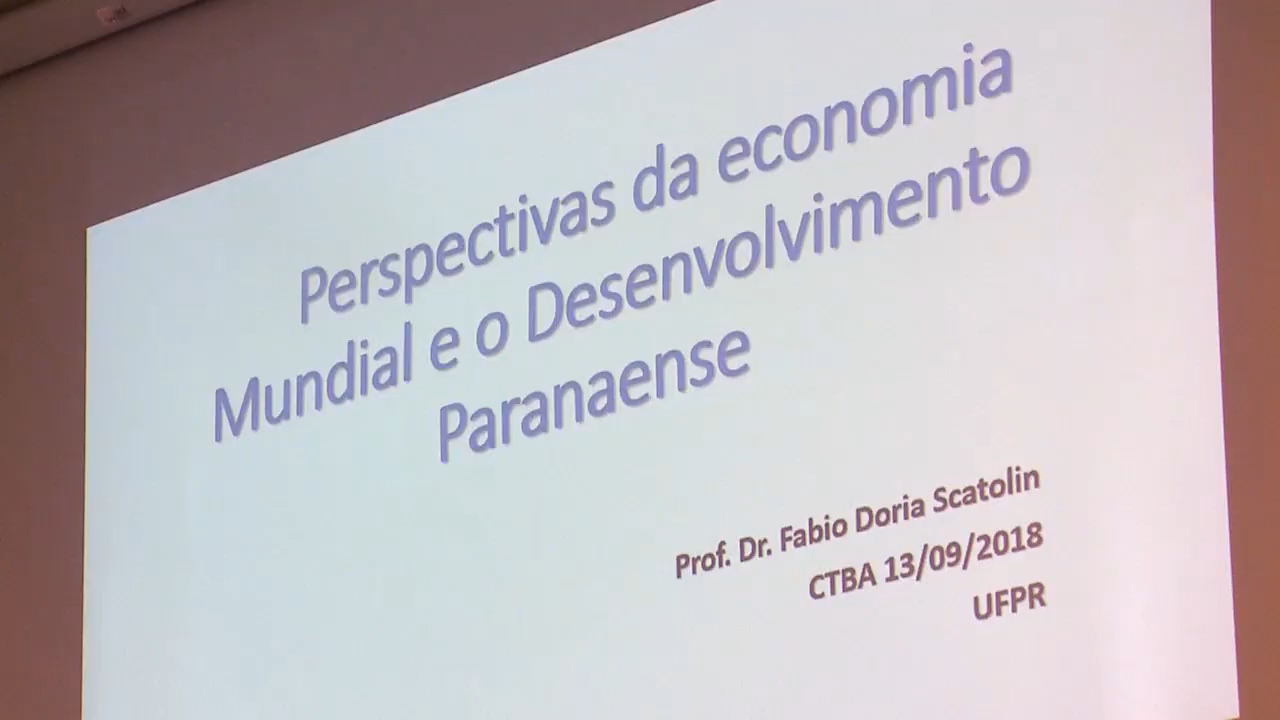 Perspectivas da economia
Mundial e o Desenvolvimento
Paranaense
Prof. Dr. Fabio Doria Scatolin
CTBA 13/09/2018
UFPR